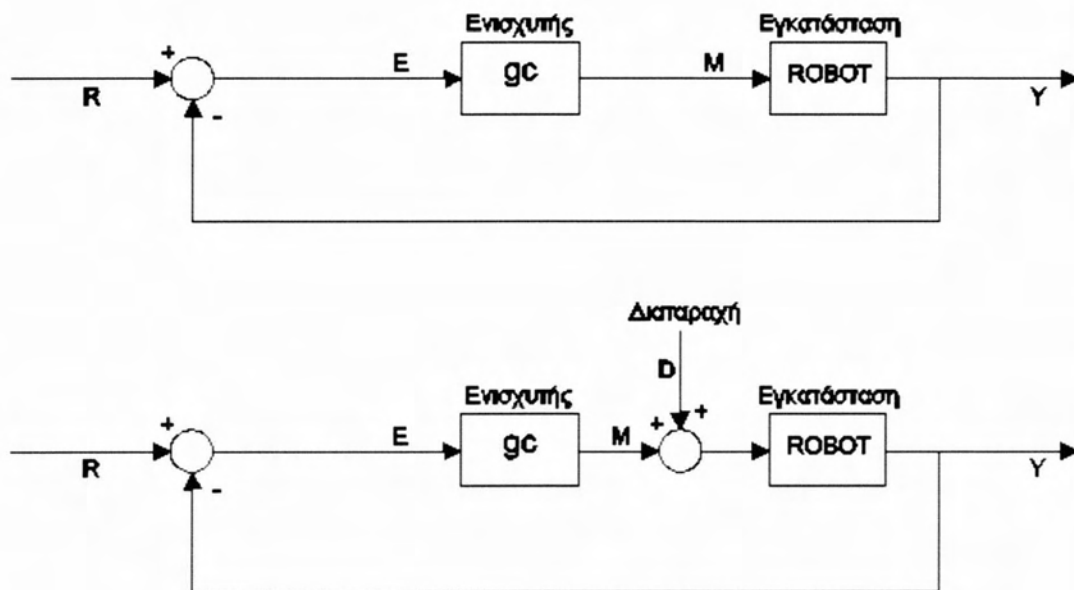 Ενισχυτής Εγκατάσταση
+ E gc M ROBOT
R - Y
Διαταραχή
D
Ενισχυτής Εγκατάσταση
+ E gc M + + ROBOT
R - Y